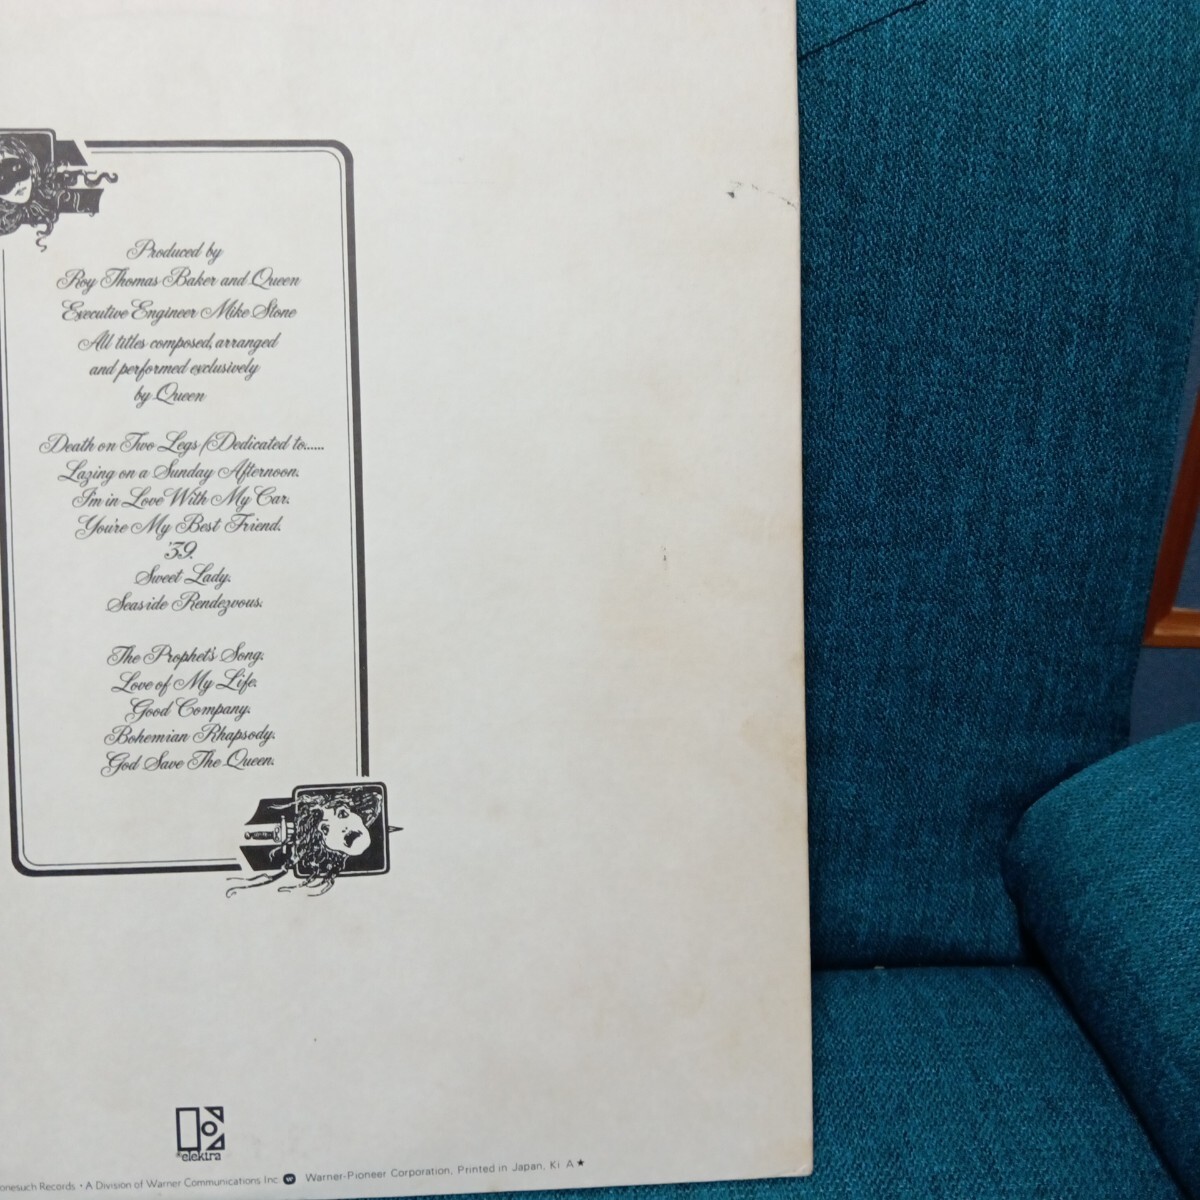 Produced by
Roy Thomas Baker and Queen
Executive Engineer Mike Stone
All titles composed, arranged
and performed exclusively
by Queen
Death on Two Legs (Dedicated to......
Lazing on a Sunday Afternoon.
I'm in Love With My Car.
You're My Best Friend.
'39.
Sweet Lady.
Seaside Rendezvous.
The Prophet's Song.
Love of My Life.
Good Company.
Bohemian Rhapsody.
God Save The Queen.
elektra
onesuch Records • A Division of Warner Communications Inc. Warner-Pioneer Corporation, Printed in Japan, Ki A★